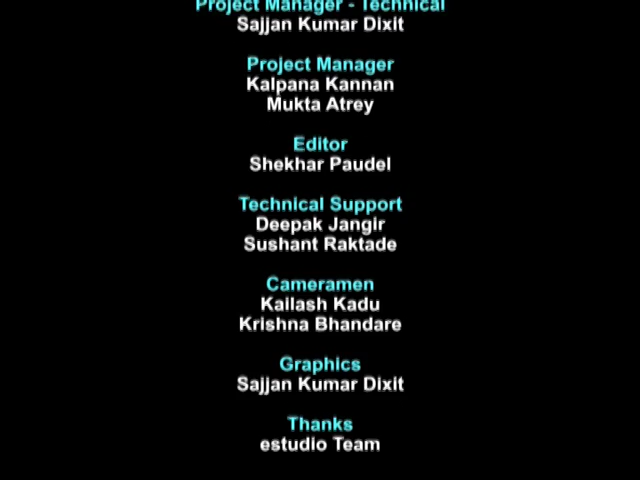 Project Manager - Technical
Sajjan Kumar Dixit
Project Manager
Kalpana Kannan
Mukta Atrey
Editor
Shekhar Paudel
Technical Support
Deepak Jangir
Sushant Raktade
Cameramen
Kailash Kadu
Krishna Bhandare
Graphics
Sajjan Kumar Dixit
Thanks
estudio Team